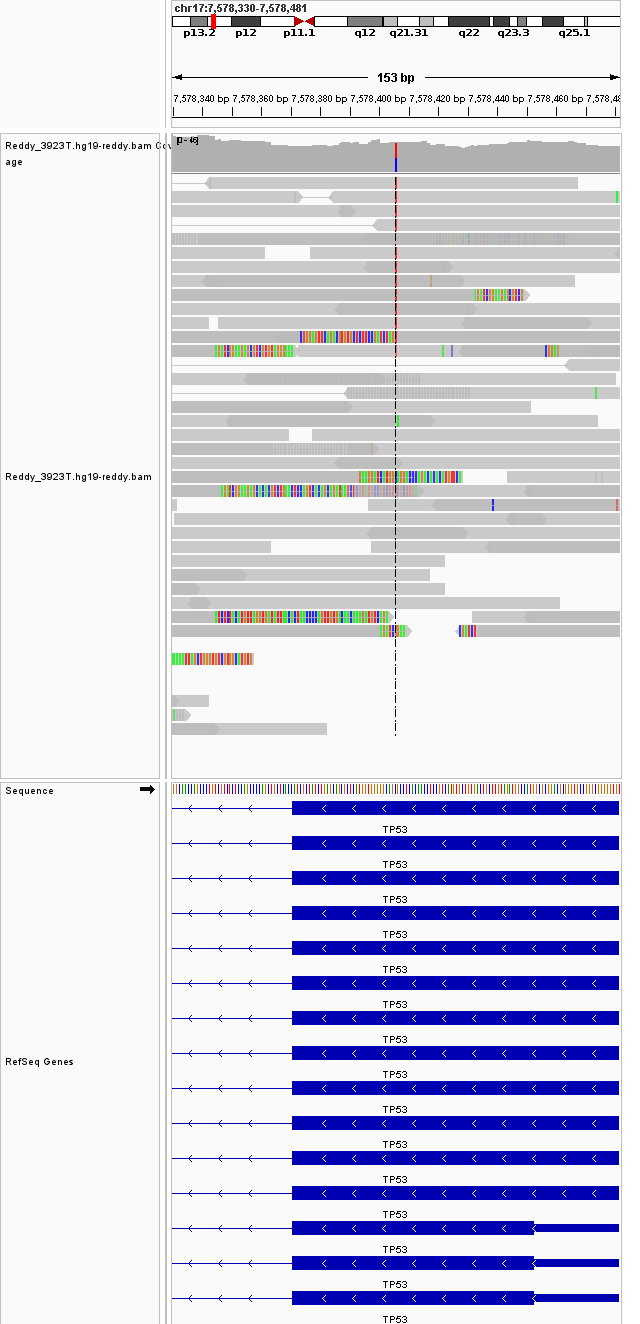 chr17:7,578,330-7,578,481
p13.2 p12 p11.1 q12 q21.31 q22 q23.3 q25.1
153 bp
7,578,340 bp 7,578,360 bp 7,578,380 bp 7,578,400 bp 7,578,420 bp 7,578,440 bp 7,578,460 bp 7,578,48
Reddy_3923T.hg19-reddy.bam Cov
age
Reddy_3923T.hg19-reddy.bam
Sequence
TP53
TP53
TP53
TP53
TP53
TP53
TP53
RefSeq Genes
TP53
TP53
TP53
TP53
TP53
TP53
TP53
TP53